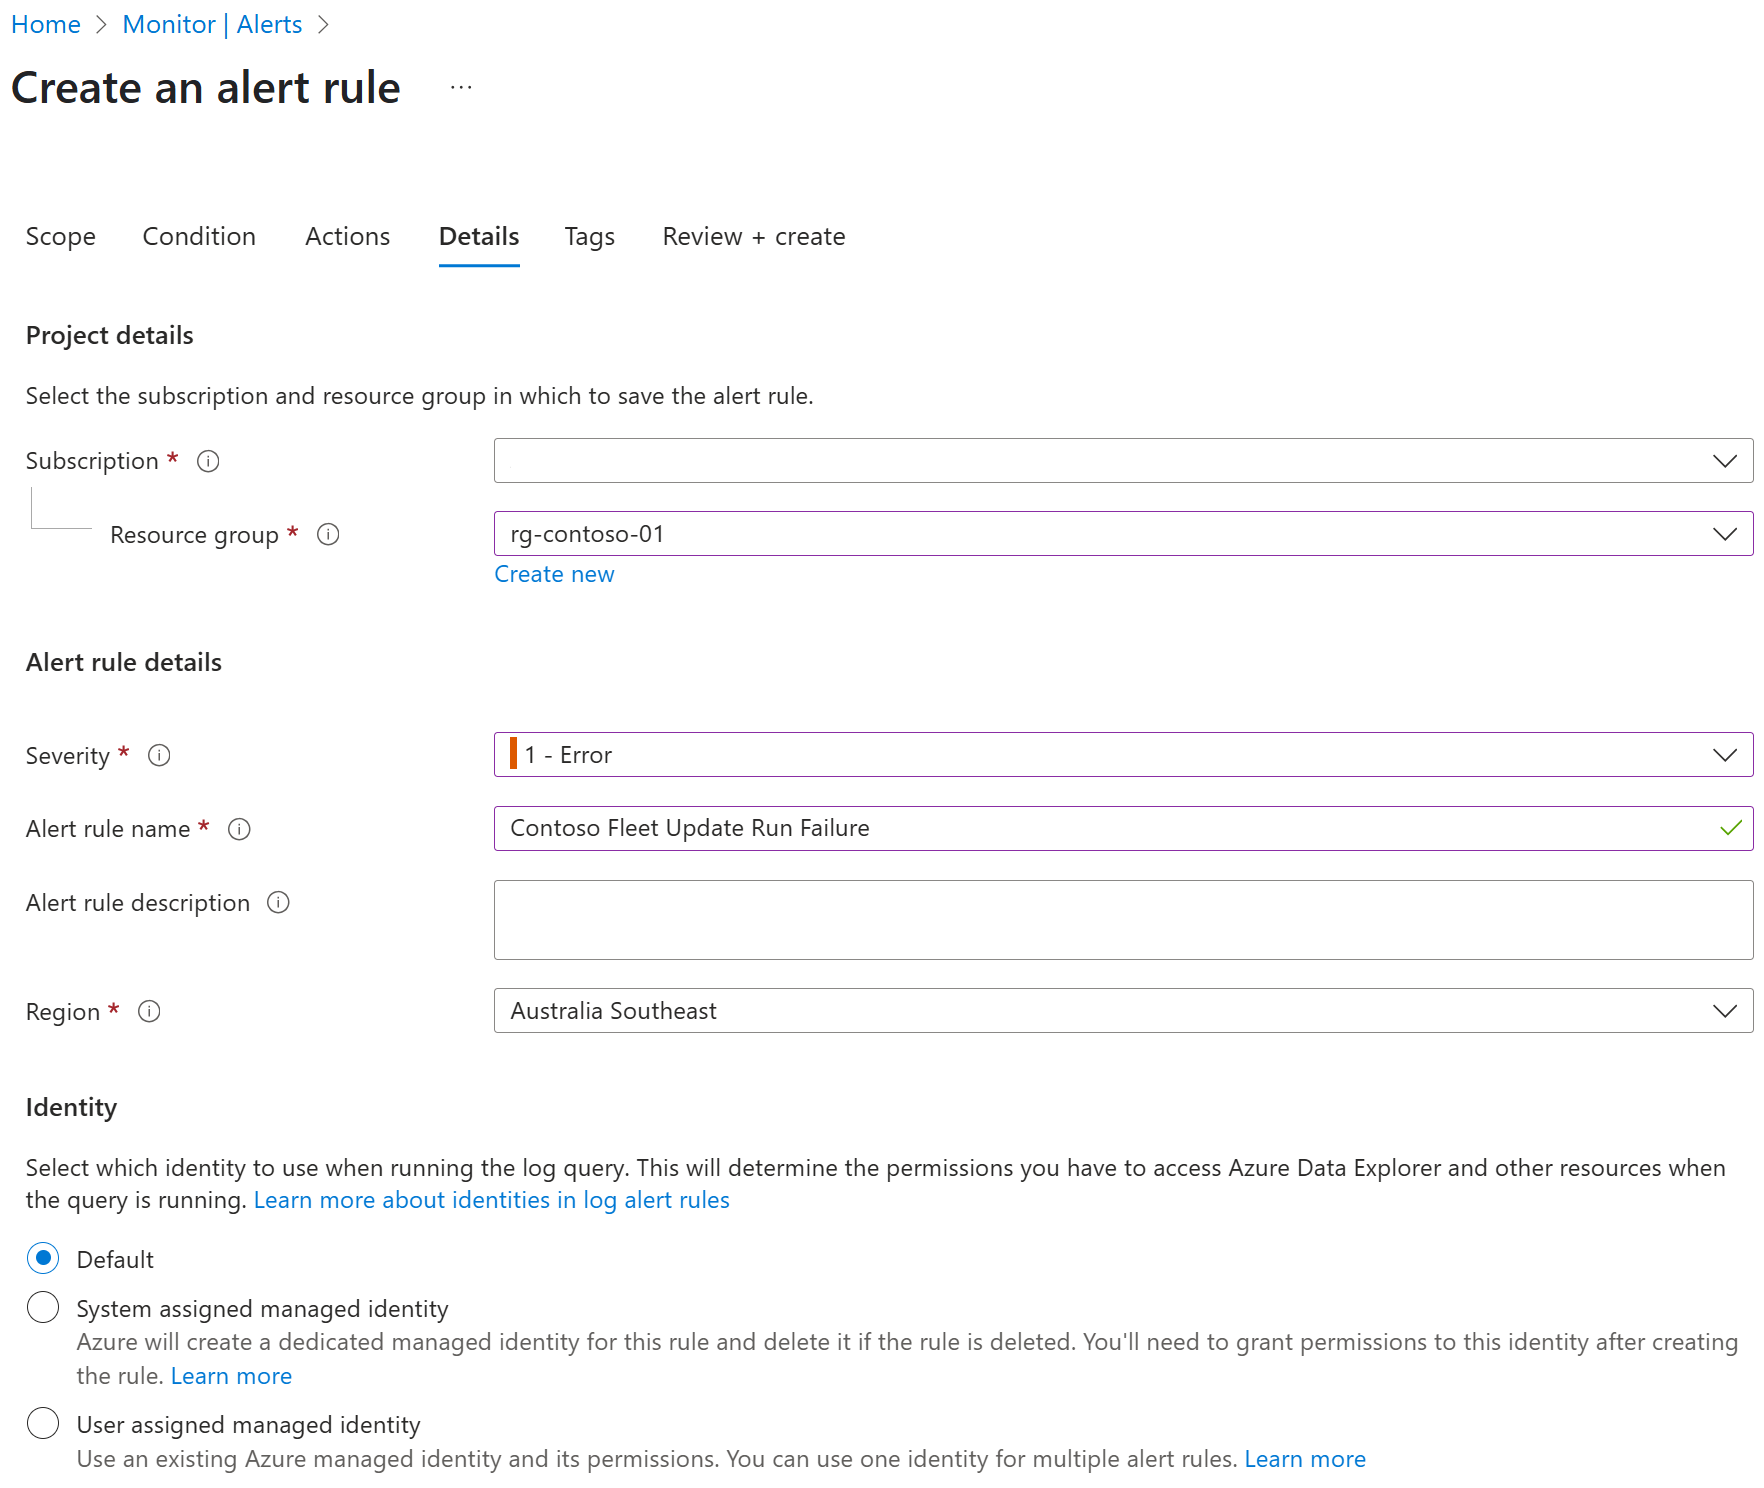 Home > Monitor | Alerts >
Create an alert rule ...
Scope Condition Actions Details Tags Review + create
Project details
Select the subscription and resource group in which to save the alert rule.
Subscription *
Resource group * rg-contoso-01
Create new
Alert rule details
Severity * 1 - Error
Alert rule name * Contoso Fleet Update Run Failure
Alert rule description
Region * Australia Southeast
Identity
Select which identity to use when running the log query. This will determine the permissions you have to access Azure Data Explorer and other resources when
the query is running. Learn more about identities in log alert rules
Default
System assigned managed identity
Azure will create a dedicated managed identity for this rule and delete it if the rule is deleted. You'll need to grant permissions to this identity after creating
the rule. Learn more
User assigned managed identity
Use an existing Azure managed identity and its permissions. You can use one identity for multiple alert rules. Learn more